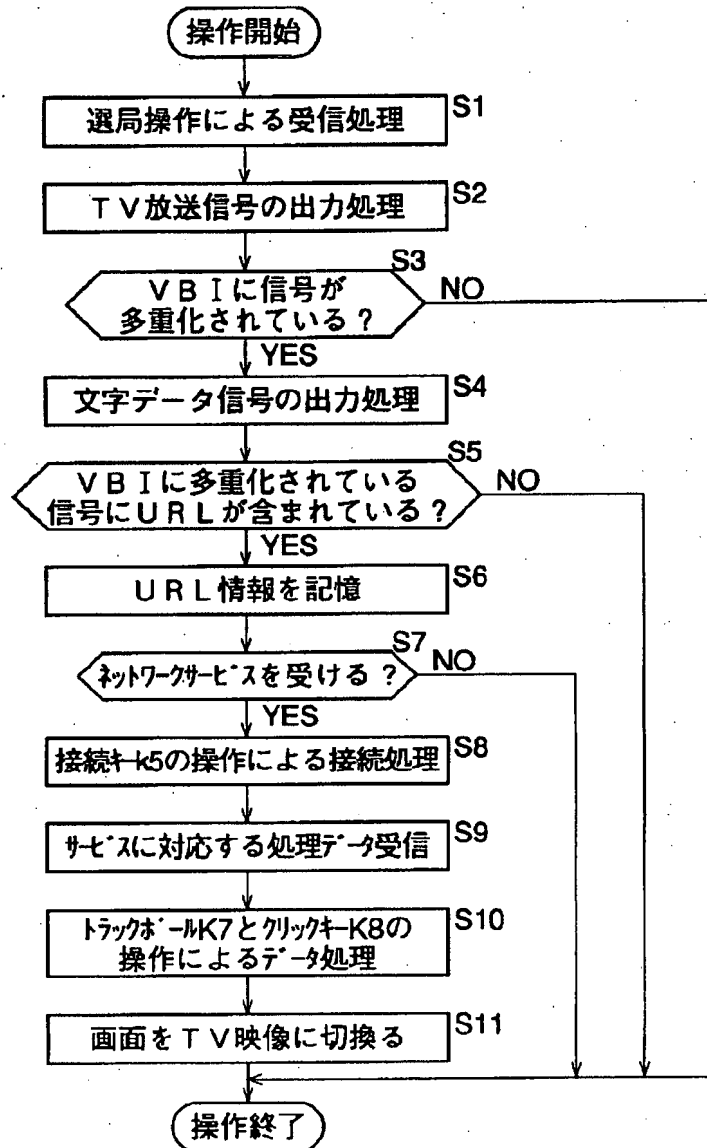 操作開始
選局操作による受信処理 S1
TV放送信号の出力処理 S2
S3
VBIに信号が NO
多重化されている?
YES
文字データ信号の出力処理 S4
S5
VBIに多重化されている NO
信号にURLが含まれている?
YES
URL情報を記憶 S6
S7
ネットワークサービスを受ける? NO
YES
接続キーk5の操作による接続処理 S8
サービスに対応する処理データ受信 S9
トラックボールK7とクリックキーK8の S10
操作によるデータ処理
画面をTV映像に切換る S11
操作終了